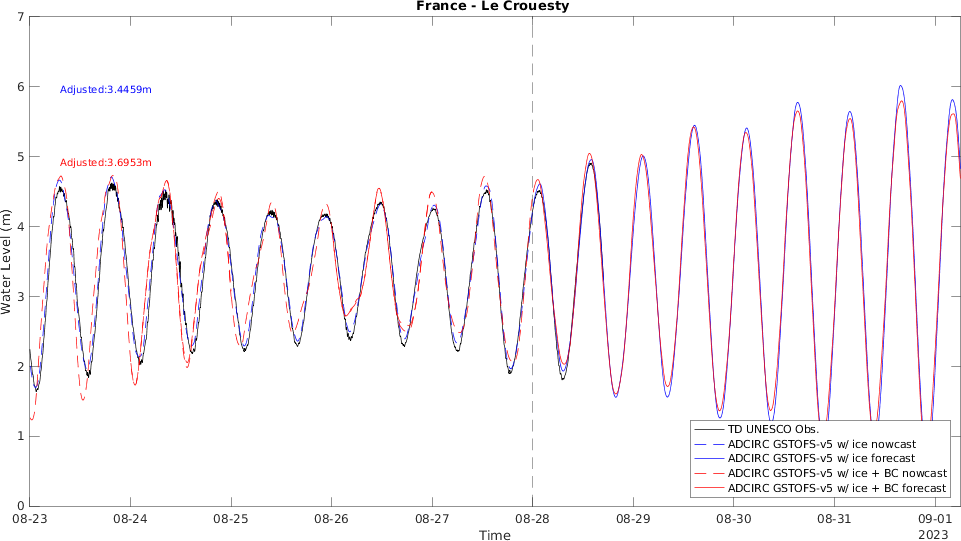 France - Le Crouesty
7
6
5
4
3
2
1
0
Water Level (m)
Adjusted:3.4459m
Adjusted:3.6953m
TD UNESCO Obs.
ADCIRC GSTOFS-v5 w/ ice nowcast
ADCIRC GSTOFS-v5 w/ ice forecast
ADCIRC GSTOFS-v5 w/ ice + BC nowcast
ADCIRC GSTOFS-v5 w/ ice + BC forecast
08-23 08-24 08-25 08-26 08-27 08-28 08-29 08-30 08-31 09-01
Time
2023